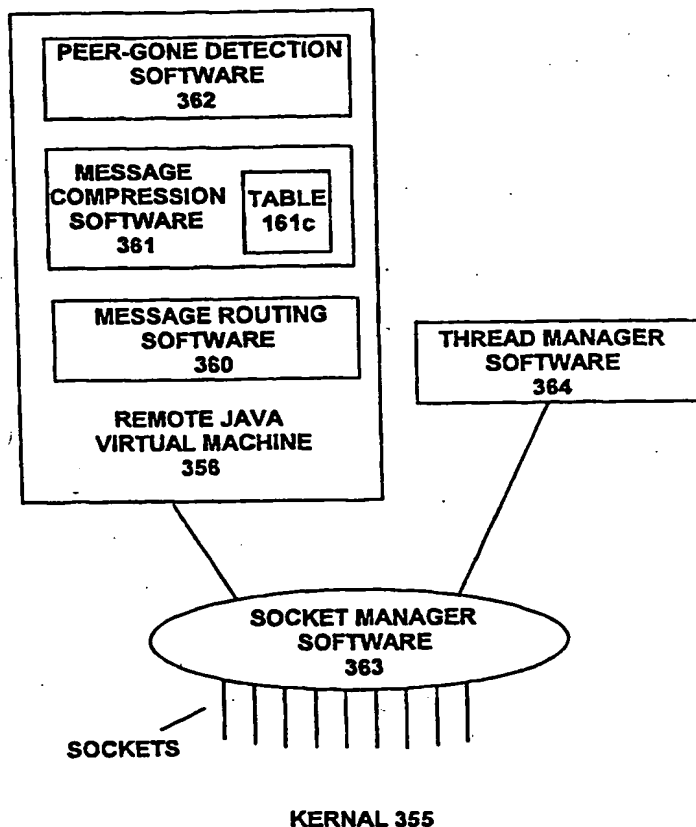 PEER-GONE DETECTION
SOFTWARE
362
MESSAGE
COMPRESSION
SOFTWARE
361
TABLE
161c
MESSAGE ROUTING
SOFTWARE
360
REMOTE JAVA
VIRTUAL MACHINE
356
THREAD MANAGER
SOFTWARE
364
SOCKET MANAGER
SOFTWARE
363
SOCKETS
KERNAL 355